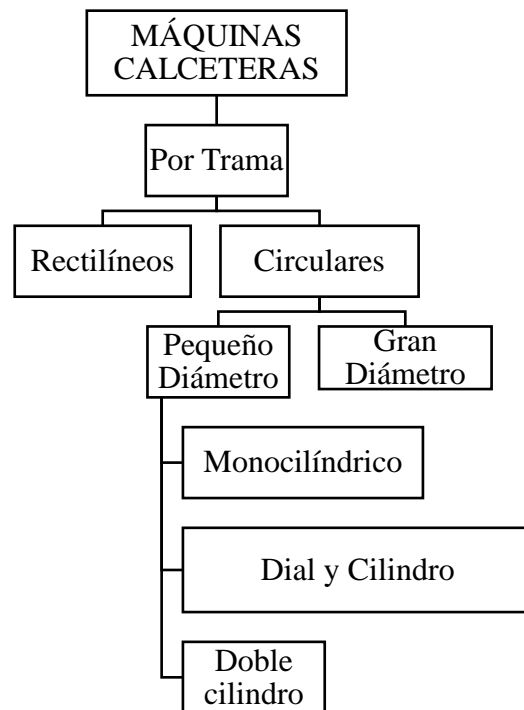 MÁQUINAS
CALCETERAS
Por Trama
Rectilíneos
Circulares
Pequeño
Diámetro
Gran
Diámetro
Monocilíndrico
Dial y Cilindro
Doble
cilindro